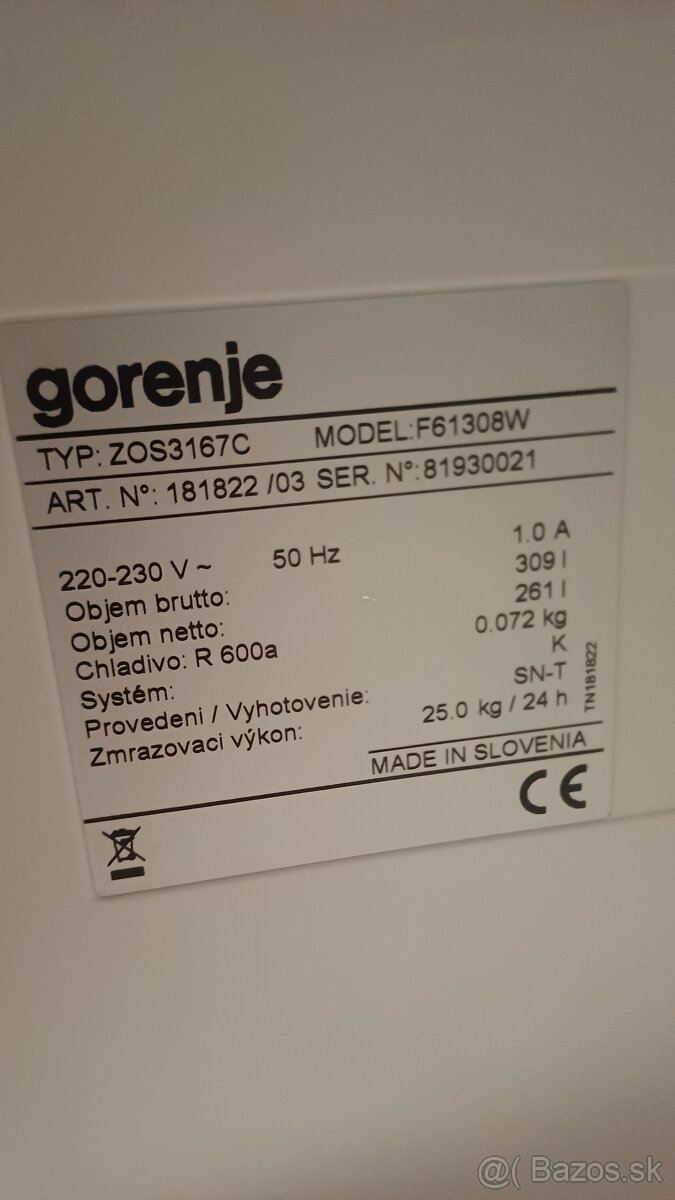 gorenje
TYP: ZOS3167C MODEL:F61308W
ART. Nº: 181822 /03 SER. Nº:81930021
220-230 V ~ 50 Hz 1.0 A
Objem brutto: 309 l
Objem netto: 261 l
Chladivo: R 600a 0.072 kg
Systém: K
Provedeni / Vyhotovenie: SN-T
Zmrazovaci výkon: 25.0 kg / 24 h
TN181822
MADE IN SLOVENIA
CE
@( Bazos.sk